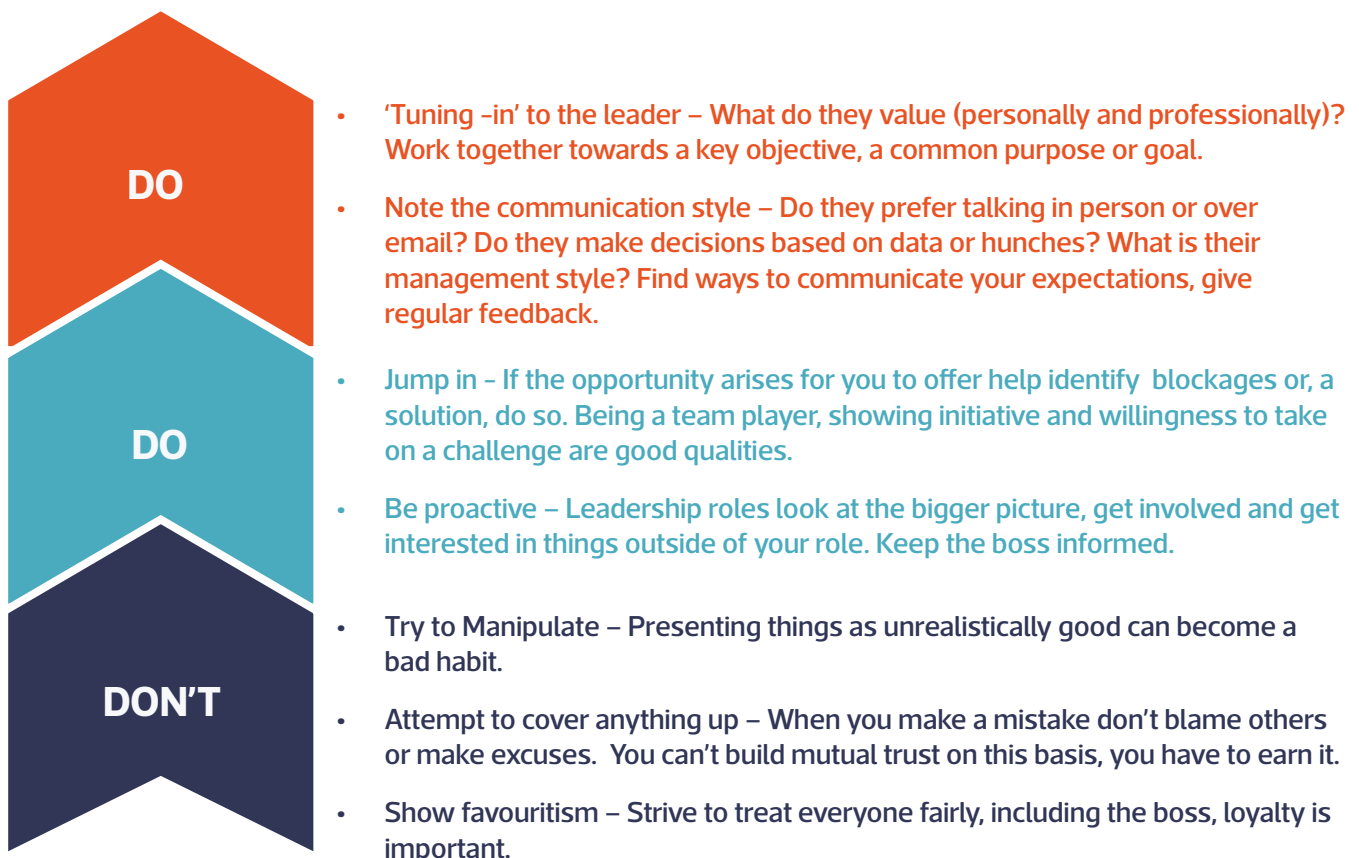 DO
‘Tuning -in’ to the leader – What do they value (personally and professionally)?
Work together towards a key objective, a common purpose or goal.
Note the communication style – Do they prefer talking in person or over
email? Do they make decisions based on data or hunches? What is their
management style? Find ways to communicate your expectations, give
regular feedback.
DO
Jump in - If the opportunity arises for you to offer help identify  blockages or, a
solution, do so. Being a team player, showing initiative and willingness to take
on a challenge are good qualities.
Be proactive – Leadership roles look at the bigger picture, get involved and get
interested in things outside of your role. Keep the boss informed.
DON’T
Try to Manipulate – Presenting things as unrealistically good can become a
bad habit.
Attempt to cover anything up – When you make a mistake don’t blame others
or make excuses.  You can’t build mutual trust on this basis, you have to earn it.
Show favouritism – Strive to treat everyone fairly, including the boss, loyalty is
important.